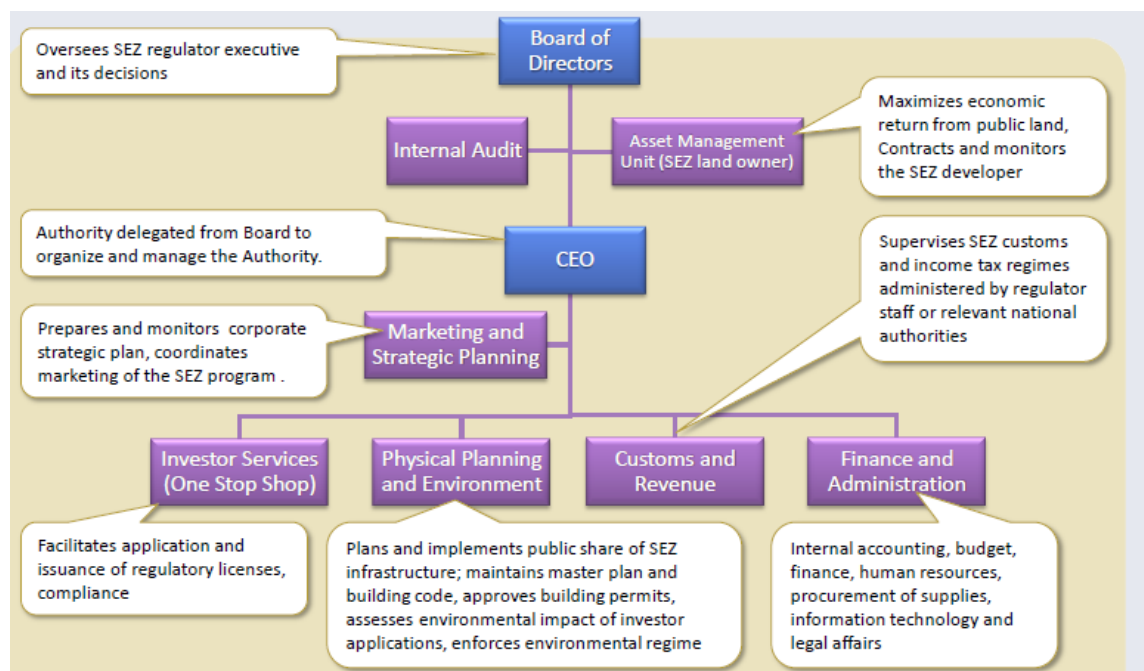 Board of
Directors
Oversees SEZ regulator executive
and its decisions
Internal Audit
Asset Management
Unit (SEZ land owner)
Maximizes economic
return from public land,
Contracts and monitors
the SEZ developer
Authority delegated from Board to
organize and manage the Authority.
CEO
Supervises SEZ customs
and income tax regimes
administered by regulator
staff or relevant national
authorities
Prepares and monitors  corporate
strategic plan, coordinates
marketing of the SEZ program .
Marketing and
Strategic Planning
Investor Services
(One Stop Shop)
Physical Planning
and Environment
Customs and
Revenue
Finance and
Administration
Facilitates application and
issuance of regulatory licenses,
compliance
Plans and implements public share of SEZ
infrastructure; maintains master plan and
building code, approves building permits,
assesses environmental impact of investor
applications, enforces environmental regime
Internal accounting, budget,
finance, human resources,
procurement of supplies,
information technology and
legal affairs